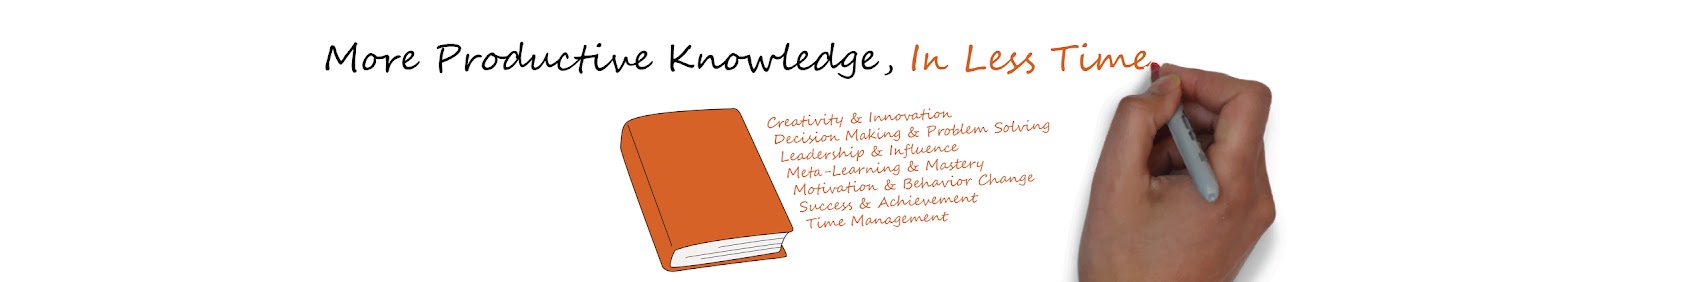 More Productive Knowledge, In Less Time
Creativity & Innovation
Decision Making & Problem Solving
Leadership & Influence
Meta-Learning & Mastery
Motivation & Behavior Change
Success & Achievement
Time Management